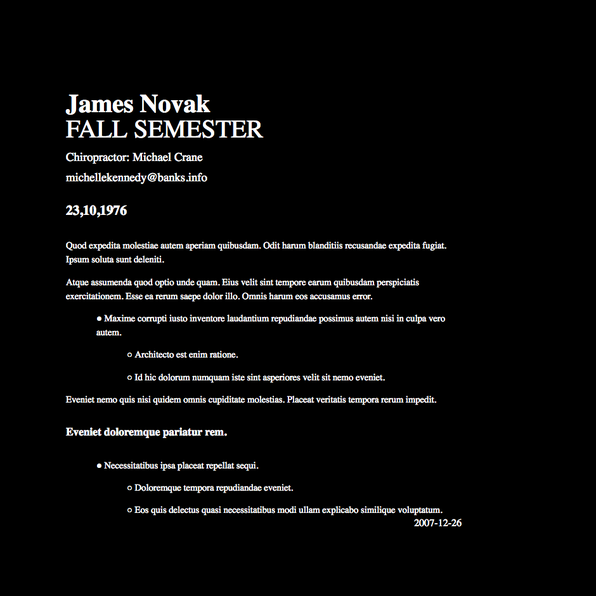 James Novak
FALL SEMESTER
Chiropractor: Michael Crane
michellekennedy@banks.info
23,10,1976
Quod expedita molestiae autem aperiam quibusdam. Odit harum blanditiis recusandae expedita fugiat.
Ipsum soluta sunt deleniti.
Atque assumenda quod optio unde quam. Eius velit sint tempore earum quibusdam perspiciatis
exercitationem. Esse ea rerum saepe dolor illo. Omnis harum eos accusamus error.
● Maxime corrupti iusto inventore laudantium repudiandae possimus autem nisi in culpa vero
autem.
○ Architecto est enim ratione.
○ Id hic dolorum numquam iste sint asperiores velit sit nemo eveniet.
Eveniet nemo quis nisi quidem omnis cupiditate molestias. Placeat veritatis tempora rerum impedit.
Eveniet doloremque pariatur rem.
● Necessitatibus ipsa placeat repellat sequi.
○ Doloremque tempora repudiandae eveniet.
○ Eos quis delectus quasi necessitatibus modi ullam explicabo similique voluptatum.
2007-12-26